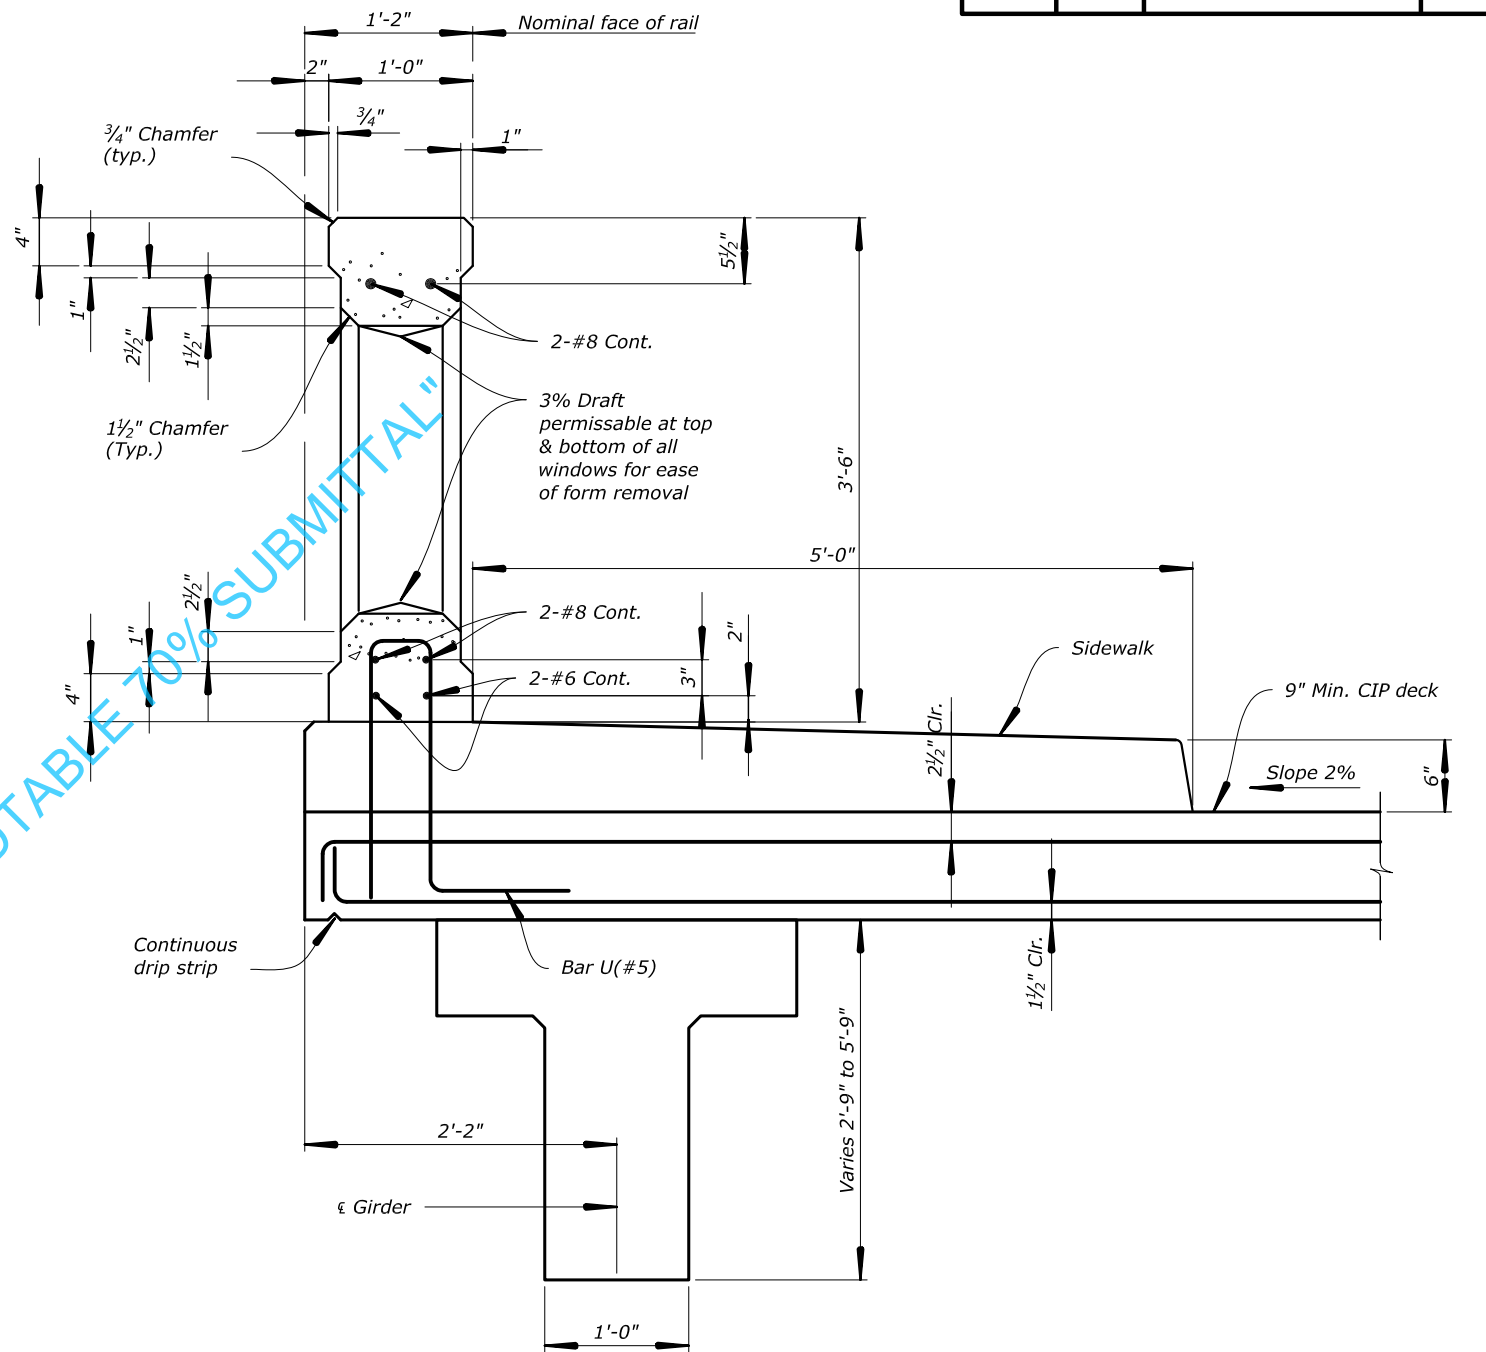 1'-2"
Nominal face of rail
2"
1'-0"
¾"
¾" Chamfer
(typ.)
1"
4"
1"
2½"
1½"
5½"
2-#8 Cont.
3% Draft
permissable at top
& bottom of all
windows for ease
of form removal
1½" Chamfer
(Typ.)
3'-6"
5'-0"
2½"
1"
4"
2-#8 Cont.
2-#6 Cont.
3"
2"
Sidewalk
9" Min. CIP deck
2½" Clr.
Slope 2%
6"
Continuous
drip strip
Bar U(#5)
1½" Clr.
Varies 2'-9" to 5'-9"
2'-2"
℄ Girder
1'-0"
70% SUBMITTAL"